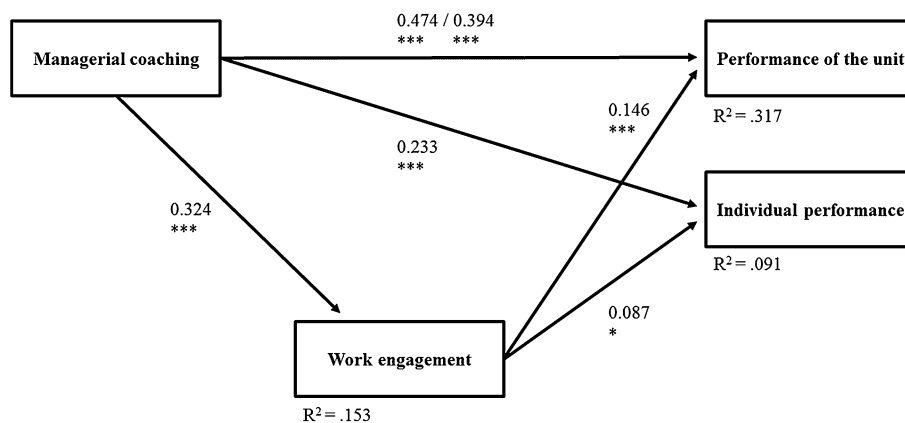 0.474 / 0.394
*** ***
Managerial coaching
Performance of the unit
R² = .317
0.146
***
0.233
***
0.324
***
Individual performance
R² = .091
0.087
*
Work engagement
R² = .153